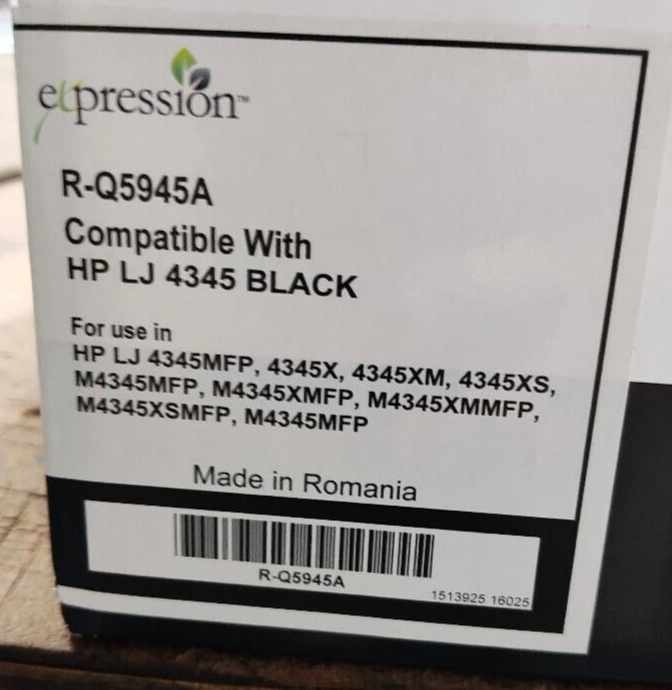 expression™
R-Q5945A
Compatible With
HP LJ 4345 BLACK
For use in
HP LJ 4345MFP, 4345X, 4345XM, 4345XS,
M4345MFP, M4345XMFP, M4345XMMFP,
M4345XSMFP, M4345MFP
Made in Romania
R-Q5945A
1513925 16025